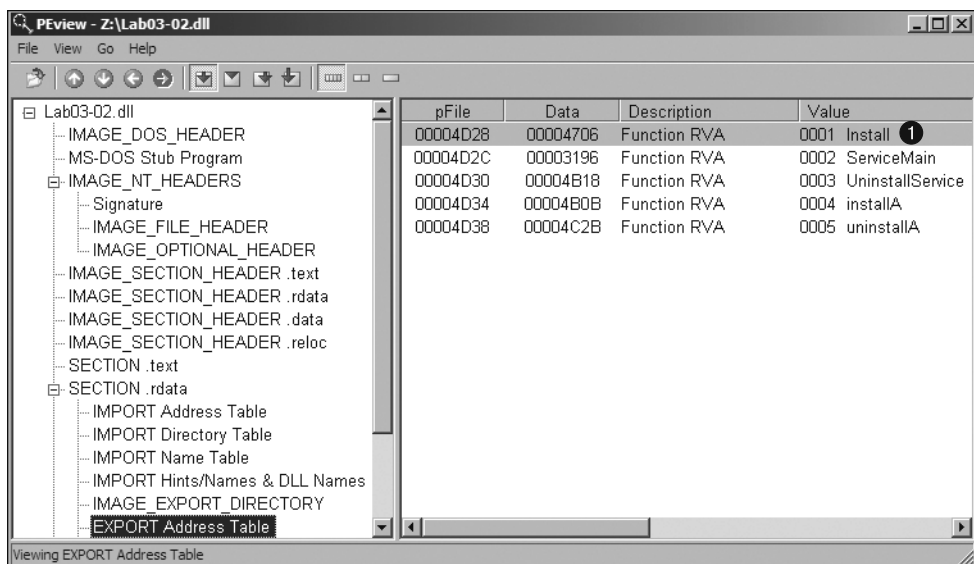 PEview - Z:\Lab03-02.dll
File View Go Help
Lab03-02.dll
IMAGE_DOS_HEADER
MS-DOS Stub Program
IMAGE_NT_HEADERS
Signature
IMAGE_FILE_HEADER
IMAGE_OPTIONAL_HEADER
IMAGE_SECTION_HEADER .text
IMAGE_SECTION_HEADER .rdata
IMAGE_SECTION_HEADER .data
IMAGE_SECTION_HEADER .reloc
SECTION .text
SECTION .rdata
IMPORT Address Table
IMPORT Directory Table
IMPORT Name Table
IMPORT Hints/Names & DLL Names
IMAGE_EXPORT_DIRECTORY
EXPORT Address Table
pFile Data Description Value
00004D28 00004706 Function RVA 0001 Install 1
00004D2C 00003196 Function RVA 0002 ServiceMain
00004D30 00004B18 Function RVA 0003 UninstallService
00004D34 00004B0B Function RVA 0004 installA
00004D38 00004C2B Function RVA 0005 uninstallA
Viewing EXPORT Address Table